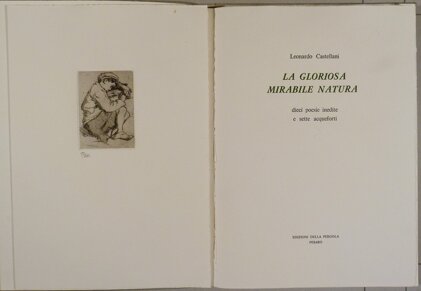 Leonardo Castellani
LA GLORIOSA
MIRABILE NATURA
dieci poesie inedite
e sette acqueforti
EDIZIONI DELLA PERGOLA
PESARO